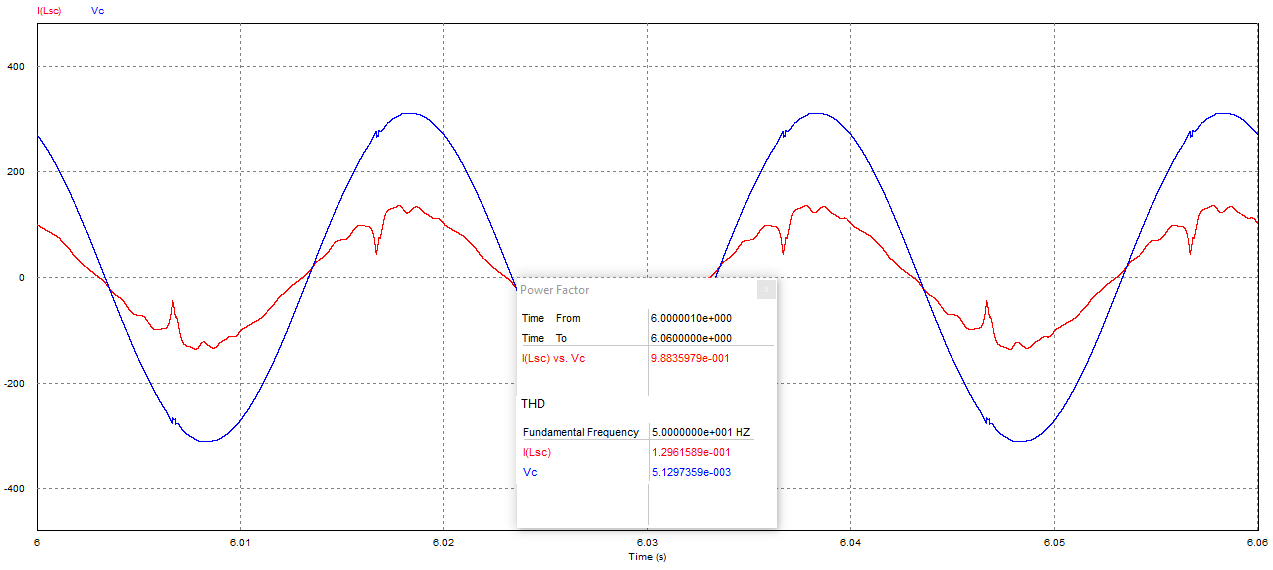 I(Lsc) Vc
400
200
0
-200
-400
Power Factor
Time From 6.0000010e+000
Time To 6.0600000e+000
I(Lsc) vs. Vc 9.8835979e-001
THD
Fundamental Frequency 5.0000000e+001 HZ
I(Lsc) 1.2961589e-001
Vc 5.1297359e-003
6 6.01 6.02 6.03 6.04 6.05 6.06
Time (s)